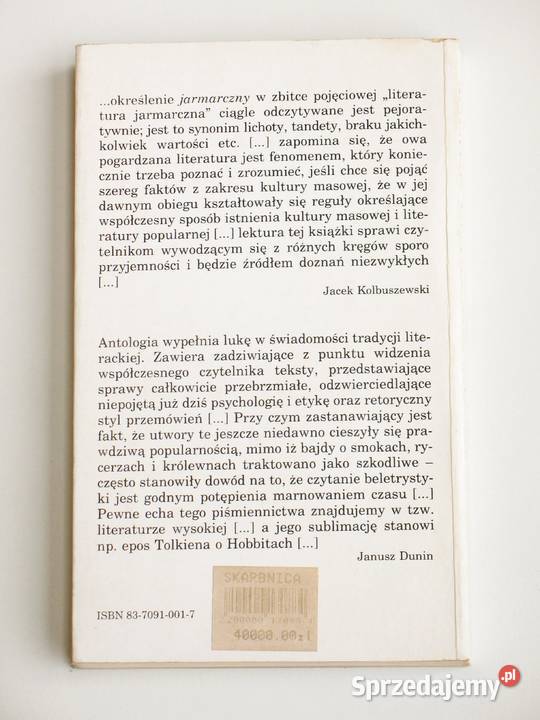 ...określenie jarmarczny w zbitce pojęciowej „litera-
tura jarmarczna” ciągle odczytywane jest pejora-
tywnie; jest to synonim lichoty, tandety, braku jakich-
kolwiek wartości etc. [...] zapomina się, że owa
pogardzana literatura jest fenomenem, który koniecz-
nie trzeba poznać i zrozumieć, jeśli chce się pojąć
szereg faktów z zakresu kultury masowej, że w jej
dawnym obiegu kształtowały się reguły określające
współczesny sposób istnienia kultury masowej i lite-
ratury popularnej [...] lektura tej książki sprawi czy-
telnikom wywodzącym się z różnych kręgów sporo
przyjemności i będzie źródłem doznań niezwykłych
[...]
Jacek Kolbuszewski
Antologia wypełnia lukę w świadomości tradycji lite-
rackiej. Zawiera zadziwiające z punktu widzenia
współczesnego czytelnika teksty, przedstawiające
sprawy całkowicie przebrzmiałe, odzwierciedlające
niepojętą już dziś psychologię i etykę oraz retoryczny
styl przemówień [...] Przy czym zastanawiający jest
fakt, że utwory te jeszcze niedawno cieszyły się pra-
wdziwą popularnością, mimo iż bajdy o smokach, ry-
cerzach i królewnach traktowano jako szkodliwe –
często stanowiły dowód na to, że czytanie beletrysty-
ki jest godnym potępienia marnowaniem czasu [...]
Pewne echa tego piśmiennictwa znajdujemy w tzw.
literaturze wysokiej [...] a jego sublimację stanowi
np. epos Tolkiena o Hobbitach [...]
Janusz Dunin
SKARBNICA
40000.00zł
ISBN 83-7091-001-7
Sprzedajemy.pl